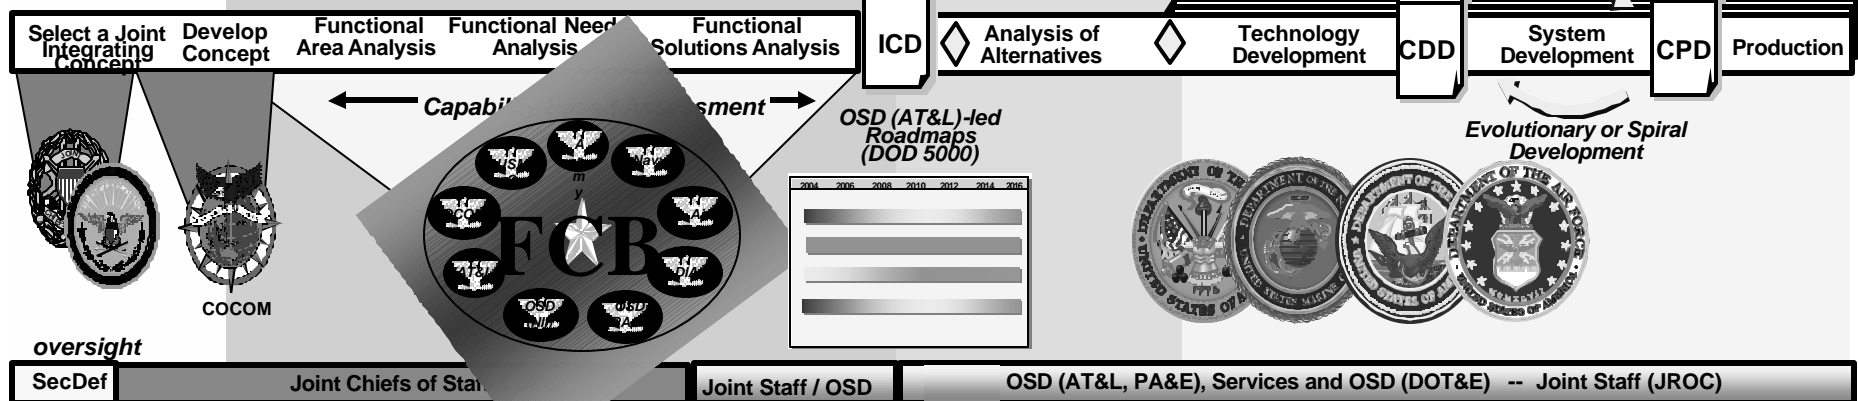 Select a Joint
Integrating
Concept
Develop
Concept
Functional
Area Analysis
Functional Need
Analysis
Functional
Solutions Analysis
ICD
Analysis of
Alternatives
Technology
Development
CDD
System
Development
CPD
Production
OSD (AT&L)-led
Roadmaps
(DOD 5000)
Evolutionary or Spiral
Development
2004 2006 2008 2010 2012 2014 2016
FCB
AT&L
DIA
OSD
COCOM
oversight
SecDef
Joint Chiefs of
Joint Staff / OSD
OSD (AT&L, PA&E), Services and OSD (DOT&E) -- Joint Staff (JROC)